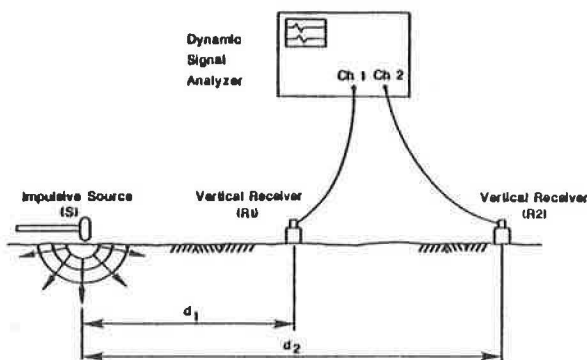 Dynamic
Signal
Analyzer
Ch 1 Ch 2
Impulsive Source
(S)
Vertical Receiver
(R1)
Vertical Receiver
(R2)
d1
d2